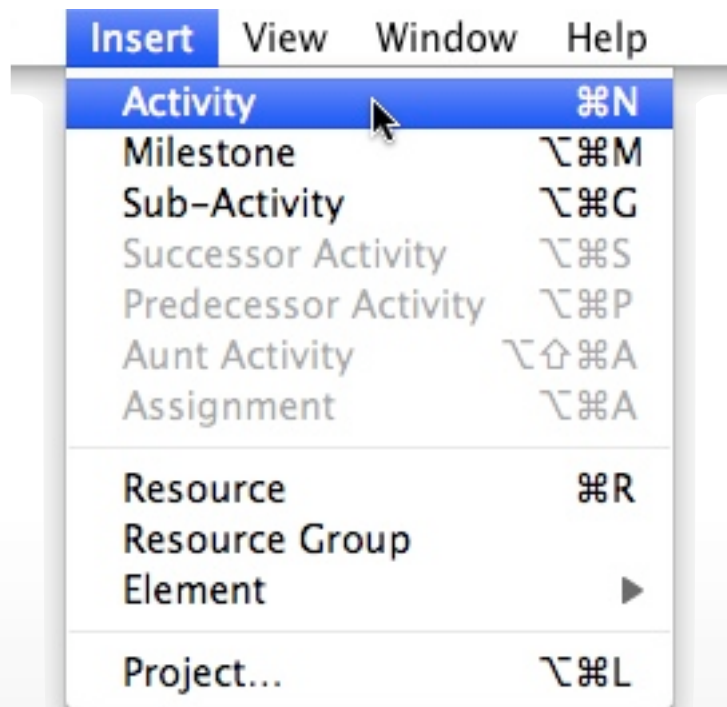 Insert View Window Help
Activity ⌘N
Milestone ⌥⌘M
Sub-Activity ⌥⌘G
Successor Activity ⌥⌘S
Predecessor Activity ⌥⌘P
Aunt Activity ⌥⇧⌘A
Assignment ⌥⌘A
Resource ⌘R
Resource Group
Element ▶
Project... ⌥⌘L